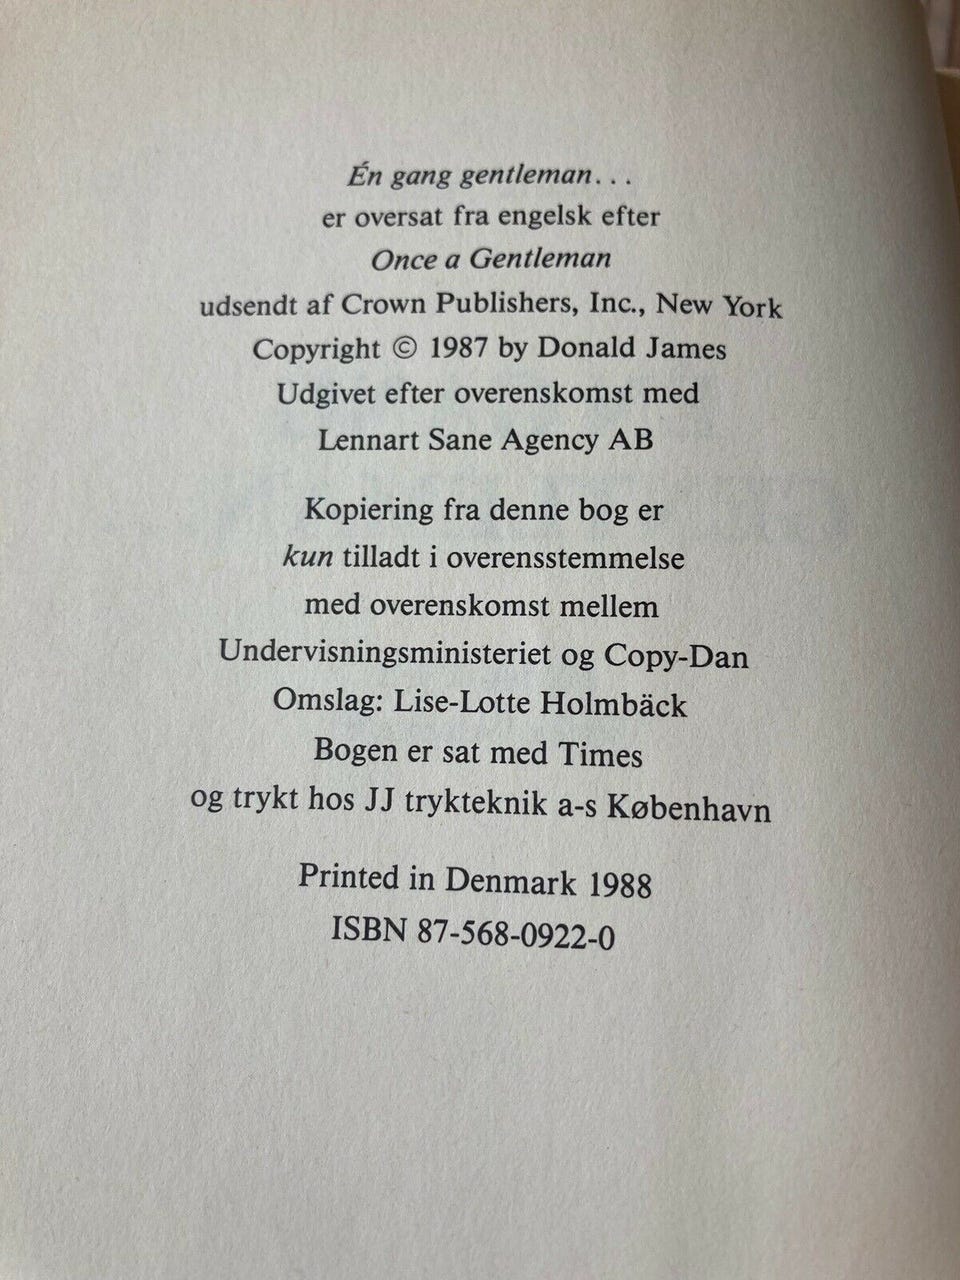 Én gang gentleman...
er oversat fra engelsk efter
Once a Gentleman
udsendt af Crown Publishers, Inc., New York
Copyright © 1987 by Donald James
Udgivet efter overenskomst med
Lennart Sane Agency AB
Kopiering fra denne bog er
kun tilladt i overensstemmelse
med overenskomst mellem
Undervisningsministeriet og Copy-Dan
Omslag: Lise-Lotte Holmbäck
Bogen er sat med Times
og trykt hos JJ trykteknik a-s København
Printed in Denmark 1988
ISBN 87-568-0922-0